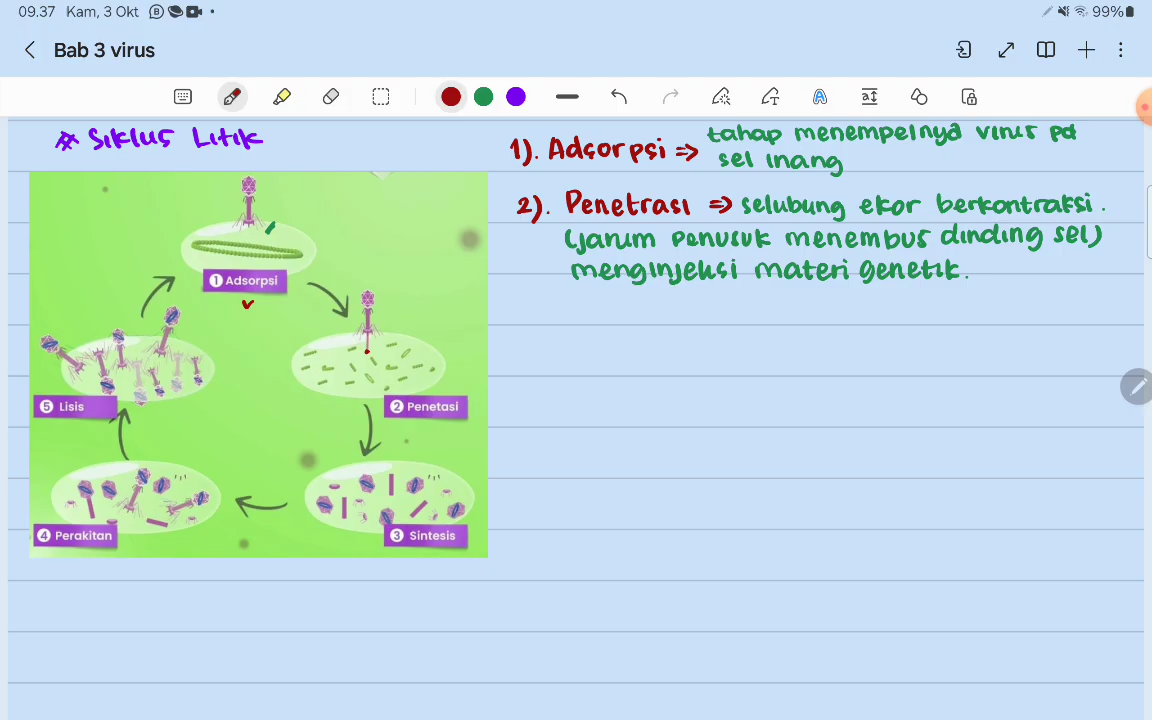 09.37 Kam, 3 Okt
99%
Bab 3 virus
# Siklus Litik
1). Adsorpsi => tahap menempelnya virus pd
sel inang
2). Penetrasi => selubung ekor berkontraksi.
(jarum penusuk menembus dinding sel)
menginjeksi materi genetik.
1 Adsorpsi
2 Penetasi
3 Sintesis
4 Perakitan
5 Lisis